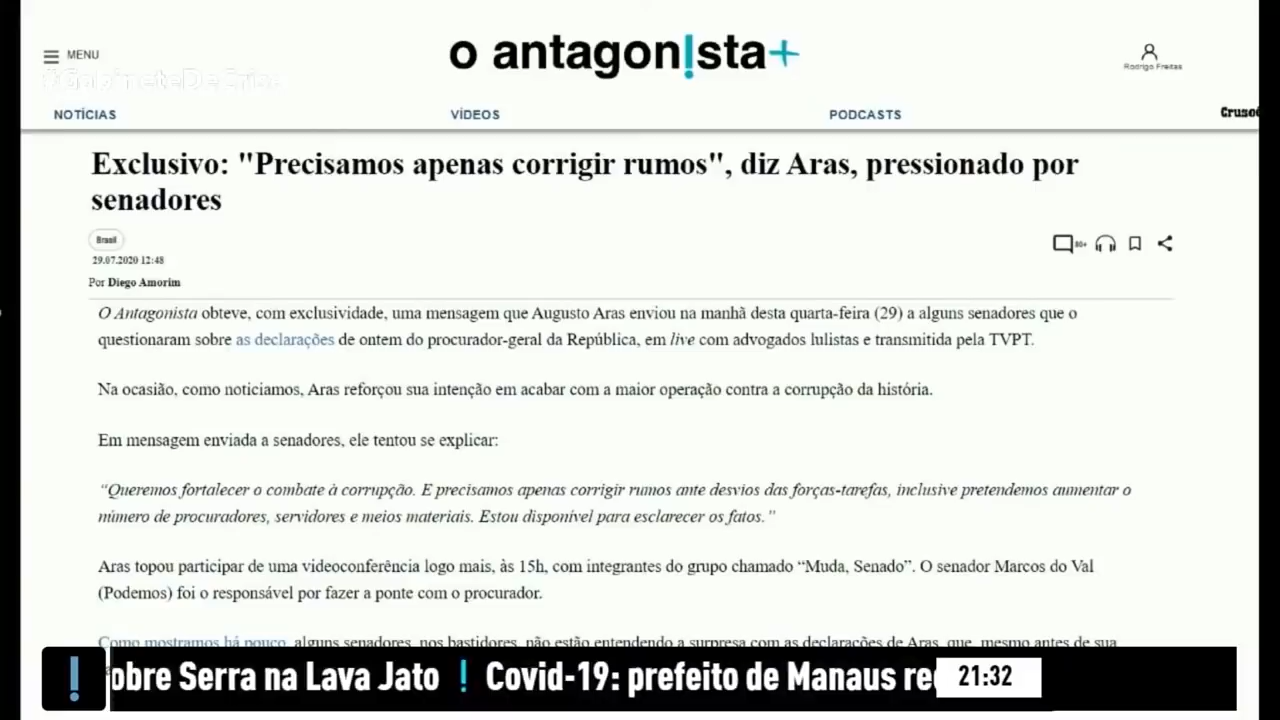 MENU
o antagon!sta+
Rodrigo Freitas
#GabineteDeCrise
NOTÍCIAS
VÍDEOS
PODCASTS
Crusoé
Exclusivo: "Precisamos apenas corrigir rumos", diz Aras, pressionado por
senadores
Brasil
29.07.2020 12:48
80+
Por Diego Amorim
O Antagonista obteve, com exclusividade, uma mensagem que Augusto Aras enviou na manhã desta quarta-feira (29) a alguns senadores que o
questionaram sobre as declarações de ontem do procurador-geral da República, em live com advogados lulistas e transmitida pela TVPT.
Na ocasião, como noticiamos, Aras reforçou sua intenção em acabar com a maior operação contra a corrupção da história.
Em mensagem enviada a senadores, ele tentou se explicar:
“Queremos fortalecer o combate à corrupção. E precisamos apenas corrigir rumos ante desvios das forças-tarefas, inclusive pretendemos aumentar o
número de procuradores, servidores e meios materiais. Estou disponível para esclarecer os fatos.”
Aras topou participar de uma videoconferência logo mais, às 15h, com integrantes do grupo chamado “Muda, Senado”. O senador Marcos do Val
(Podemos) foi o responsável por fazer a ponte com o procurador.
Como mostramos há pouco, alguns senadores, nos bastidores, não estão entendendo a surpresa com as declarações de Aras, que, mesmo antes de sua
! obre Serra na Lava Jato ! Covid-19: prefeito de Manaus re 21:32